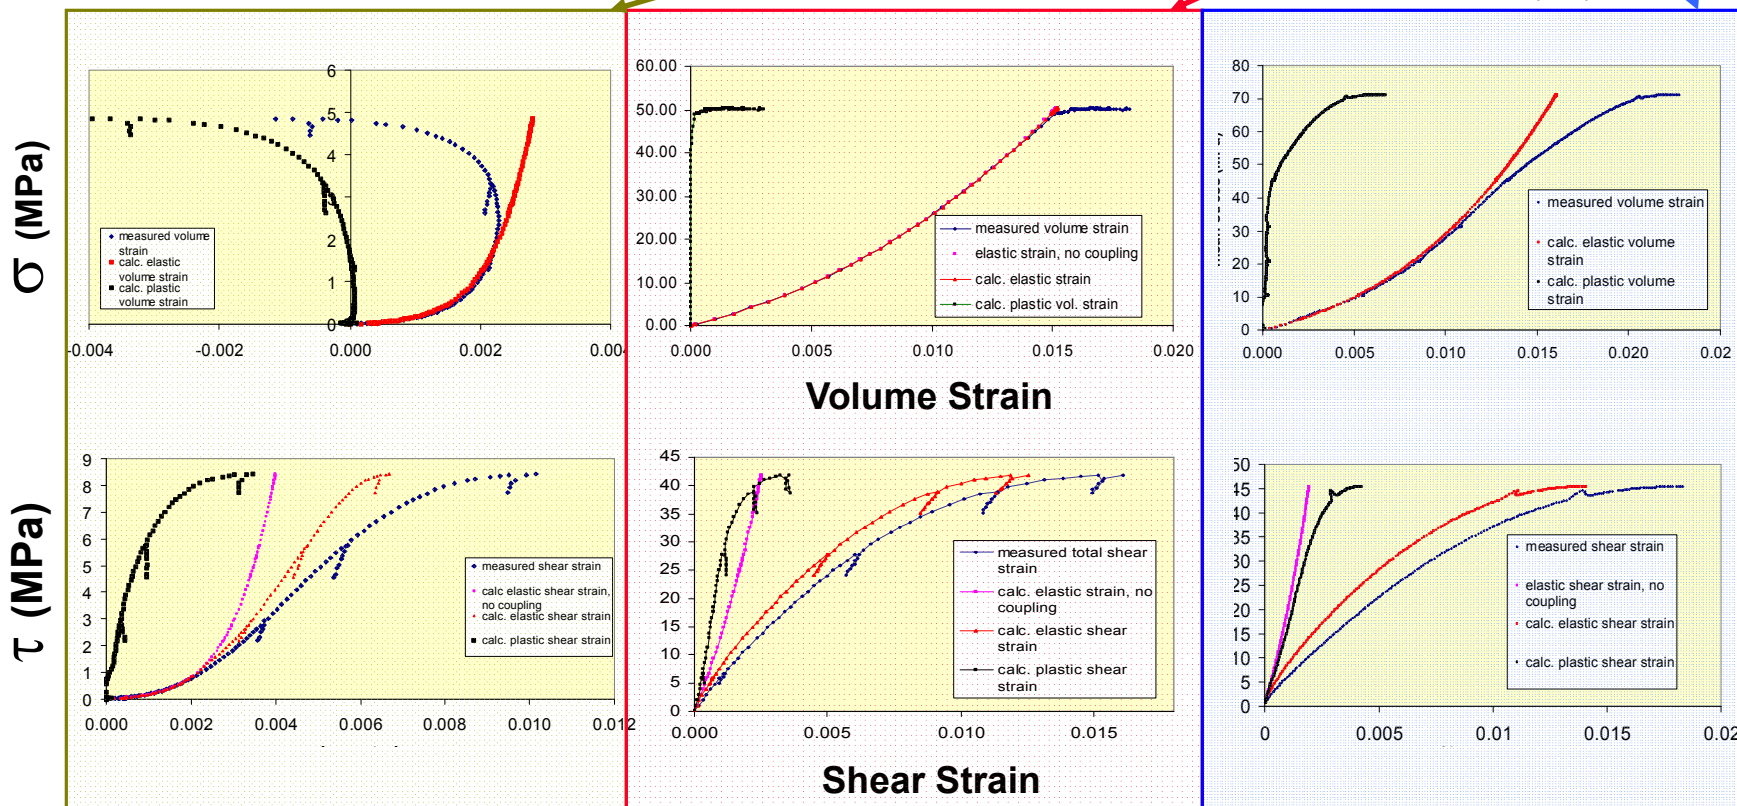 σ (MPa)
6
5
4
3
2
1
0
-0.004
-0.002
0.000
0.002
0.004
measured volume
strain
calc. elastic
volume strain
calc. plastic
volume strain
60.00
50.00
40.00
30.00
20.00
10.00
0.00
0.000
0.005
0.010
0.015
0.020
measured volume strain
elastic strain, no coupling
calc. elastic strain
calc. plastic vol. strain
80
70
60
50
40
30
20
10
0
0.000
0.005
0.010
0.015
0.020
0.02
measured volume strain
calc. elastic volume
strain
calc. plastic volume
strain
Volume Strain
τ (MPa)
9
8
7
6
5
4
3
2
1
0
0.000
0.002
0.004
0.006
0.008
0.010
0.012
measured shear strain
calc elastic shear strain,
no coupling
calc. elastic shear strain
calc. plastic shear strain
45
40
35
30
25
20
15
10
5
0
0.000
0.005
0.010
0.015
measured total shear
strain
calc. elastic strain, no
coupling
calc. elastic shear
strain
calc. plastic shear
strain
50
45
40
35
30
25
20
15
10
5
0
0
0.005
0.01
0.015
0.02
measured shear strain
elastic shear strain, no
coupling
calc. elastic shear strain
calc. plastic shear strain
Shear Strain